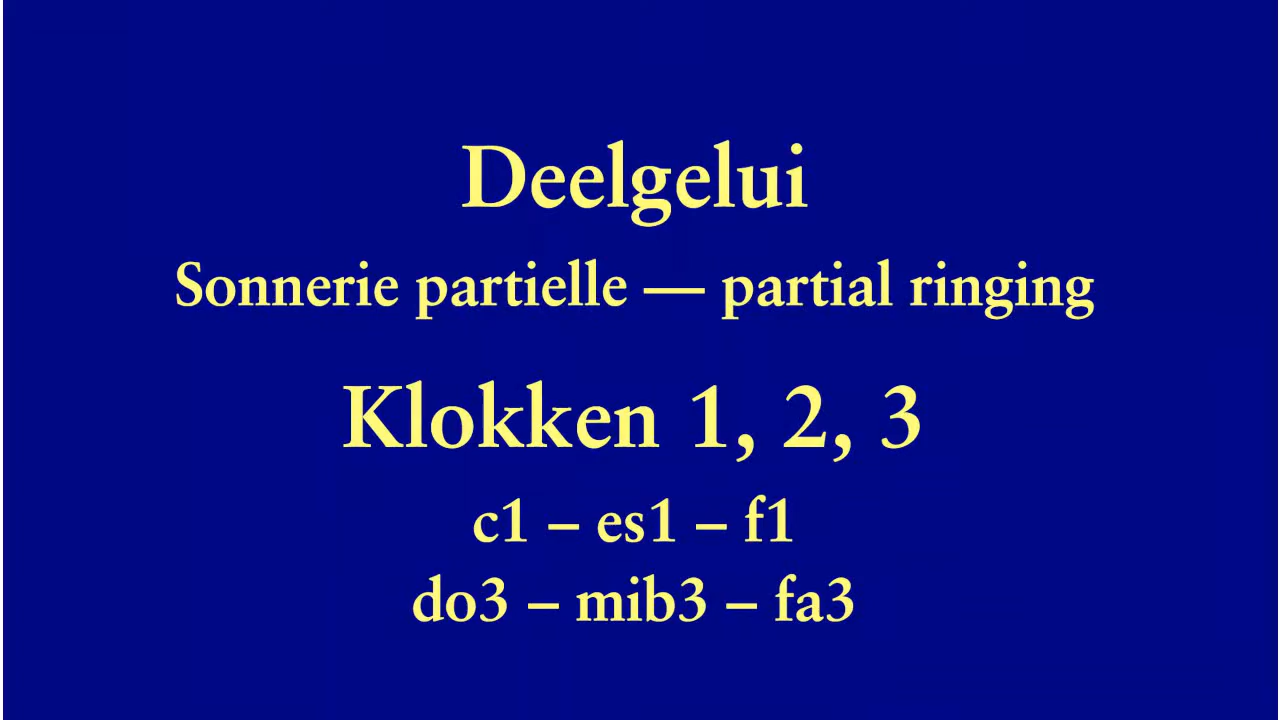 Deelgelui
Sonnerie partielle — partial ringing
Klokken 1, 2, 3
c1 – es1 – f1
do3 – mib3 – fa3